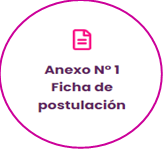 Anexo N° 1
Ficha de
postulación